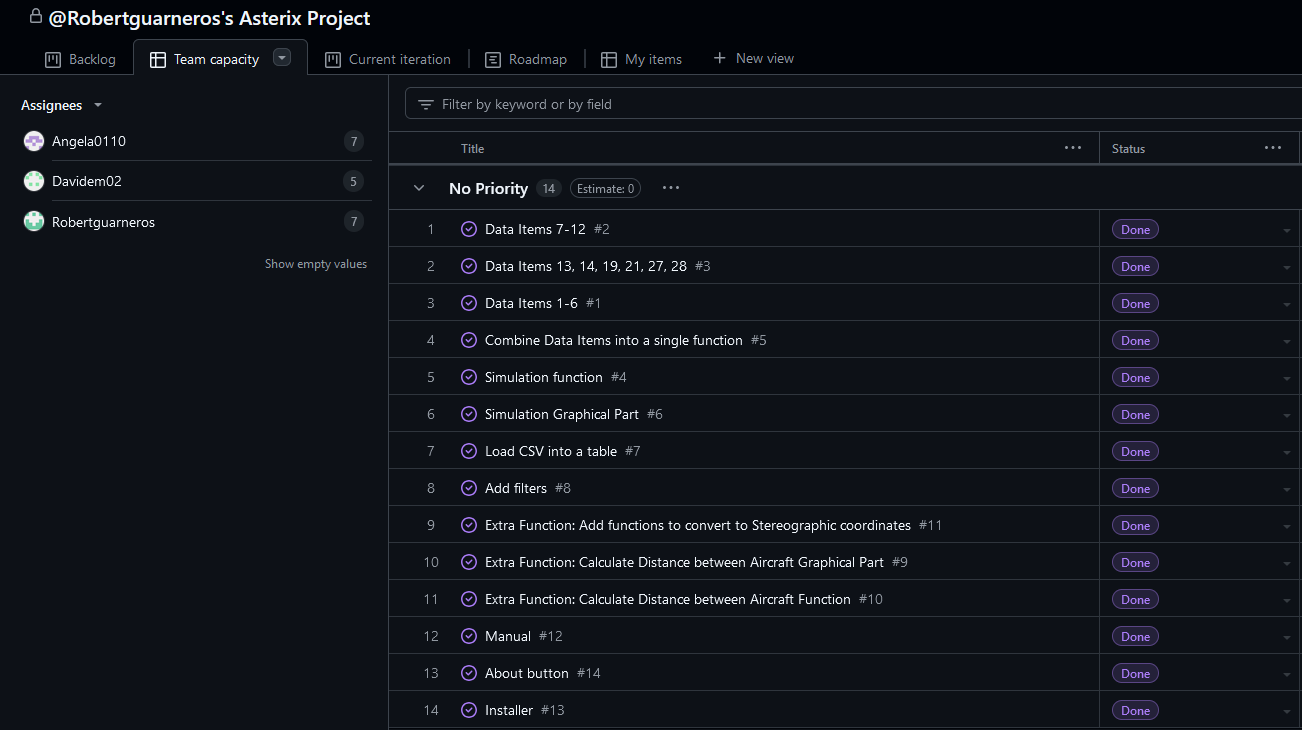 @Robertguarneros's Asterix Project
Backlog Team capacity Current iteration Roadmap My items New view
Assignees
Angela0110 7
Davidem02 5
Robertguarneros 7
Show empty values
Filter by keyword or by field
Title Status
No Priority 14 Estimate: 0
1 Data Items 7-12 #2 Done
2 Data Items 13, 14, 19, 21, 27, 28 #3 Done
3 Data Items 1-6 #1 Done
4 Combine Data Items into a single function #5 Done
5 Simulation function #4 Done
6 Simulation Graphical Part #6 Done
7 Load CSV into a table #7 Done
8 Add filters #8 Done
9 Extra Function: Add functions to convert to Stereographic coordinates #11 Done
10 Extra Function: Calculate Distance between Aircraft Graphical Part #9 Done
11 Extra Function: Calculate Distance between Aircraft Function #10 Done
12 Manual #12 Done
13 About button #14 Done
14 Installer #13 Done